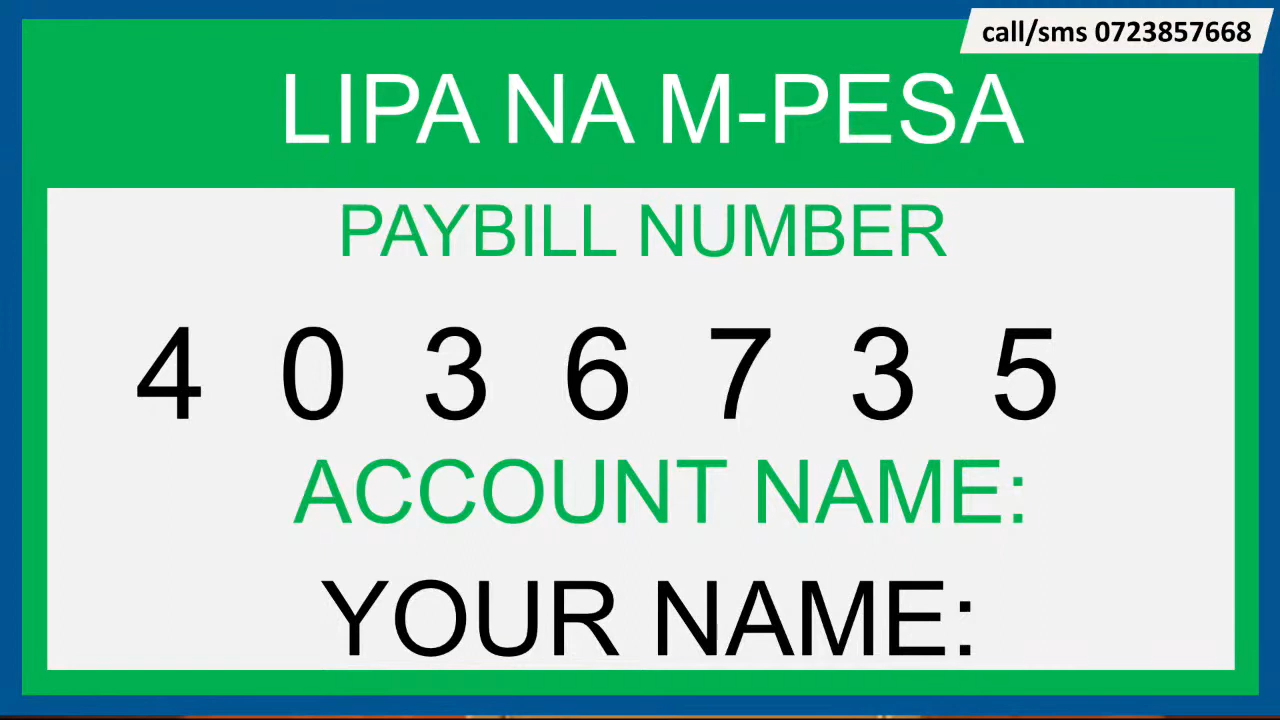 call/sms 0723857668
LIPA NA M-PESA
PAYBILL NUMBER
4 0 3 6 7 3 5
ACCOUNT NAME:
YOUR NAME: